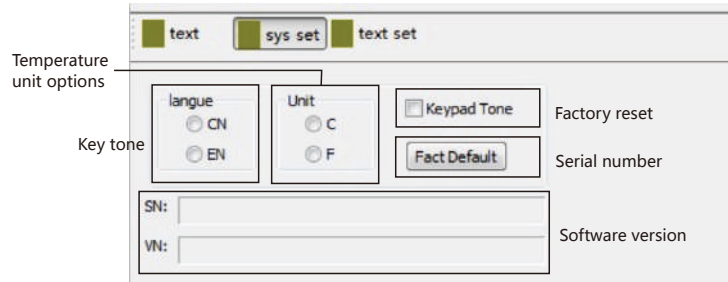 text
sys set
text set
Temperature
unit options
langue
CN
EN
Key tone
Unit
C
F
Keypad Tone
Factory reset
Fact Default
Serial number
SN:
VN:
Software version